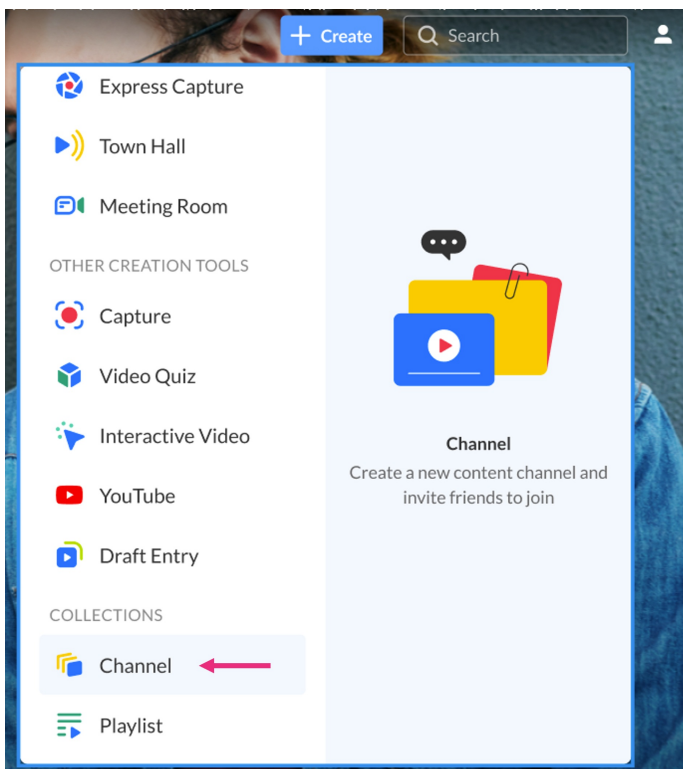 Create
Search
Express Capture
Town Hall
Meeting Room
OTHER CREATION TOOLS
Capture
Video Quiz
Interactive Video
YouTube
Draft Entry
COLLECTIONS
Channel
Playlist
Channel
Create a new content channel and
invite friends to join